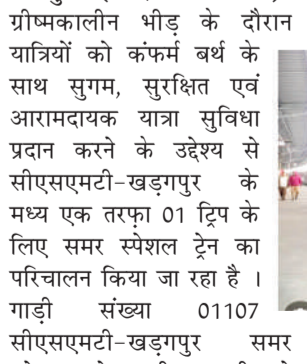 ग्रीष्मकालीन भीड़ के दौरान
यात्रियों को कंफर्म बर्थ के
साथ सुगम, सुरक्षित एवं
आरामदायक यात्रा सुविधा
प्रदान करने के उद्देश्य से
सीएसएमटी-खड़गपुर के
मध्य एक तरफ़ा 01 ट्रिप के
लिए समर स्पेशल ट्रेन का
परिचालन किया जा रहा है ।
गाड़ी संख्या 01107
सीएसएमटी-खड़गपुर समर